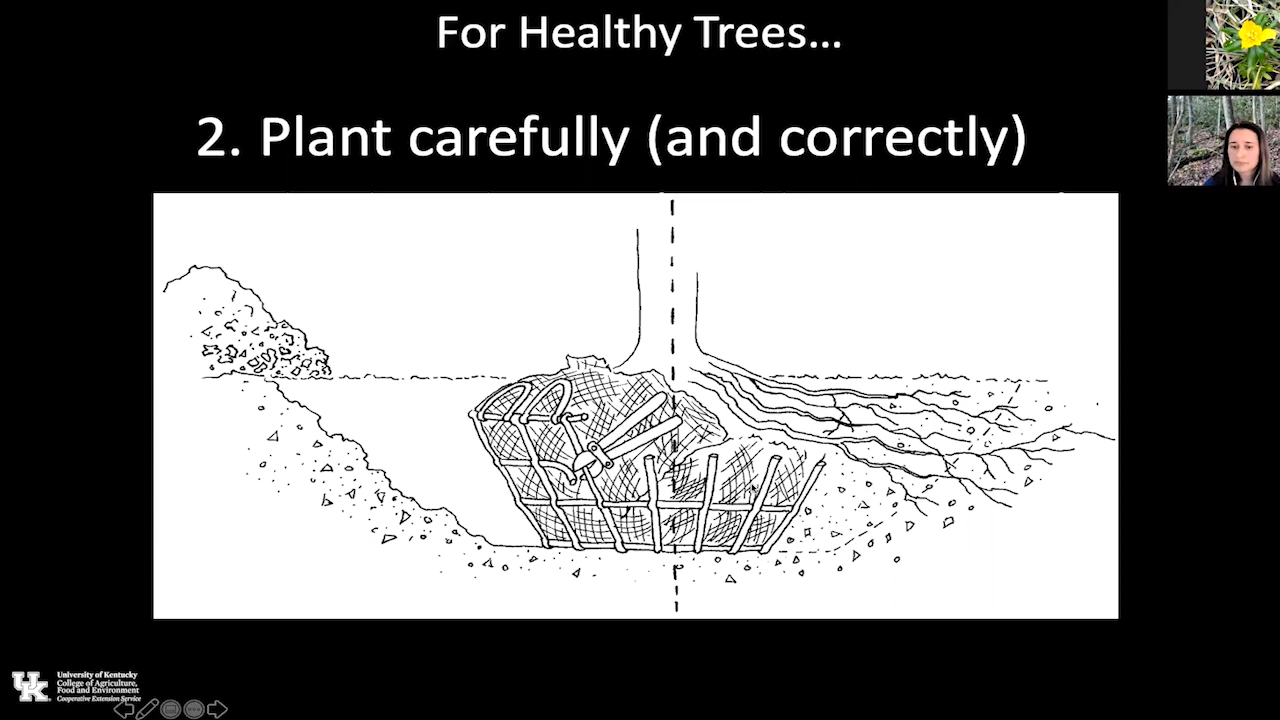 For Healthy Trees...
2. Plant carefully (and correctly)
University of Kentucky
College of Agriculture,
Food and Environment
Cooperative Extension Service
UK